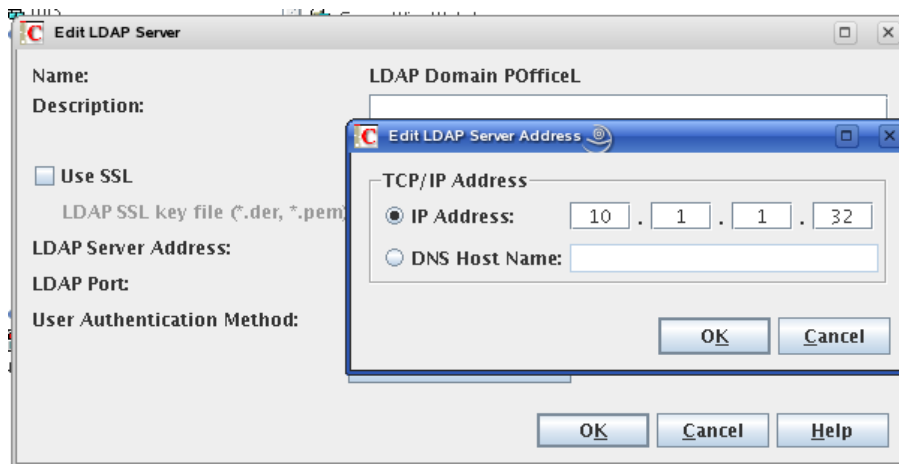 Edit LDAP Server
Name: LDAP Domain POfficeL
Description:
Edit LDAP Server Address
TCP/IP Address
Use SSL
IP Address: 10 . 1 . 1 . 32
LDAP SSL key file (*.der, *.pem)
LDAP Server Address:
DNS Host Name:
LDAP Port:
User Authentication Method:
OK Cancel
OK Cancel Help